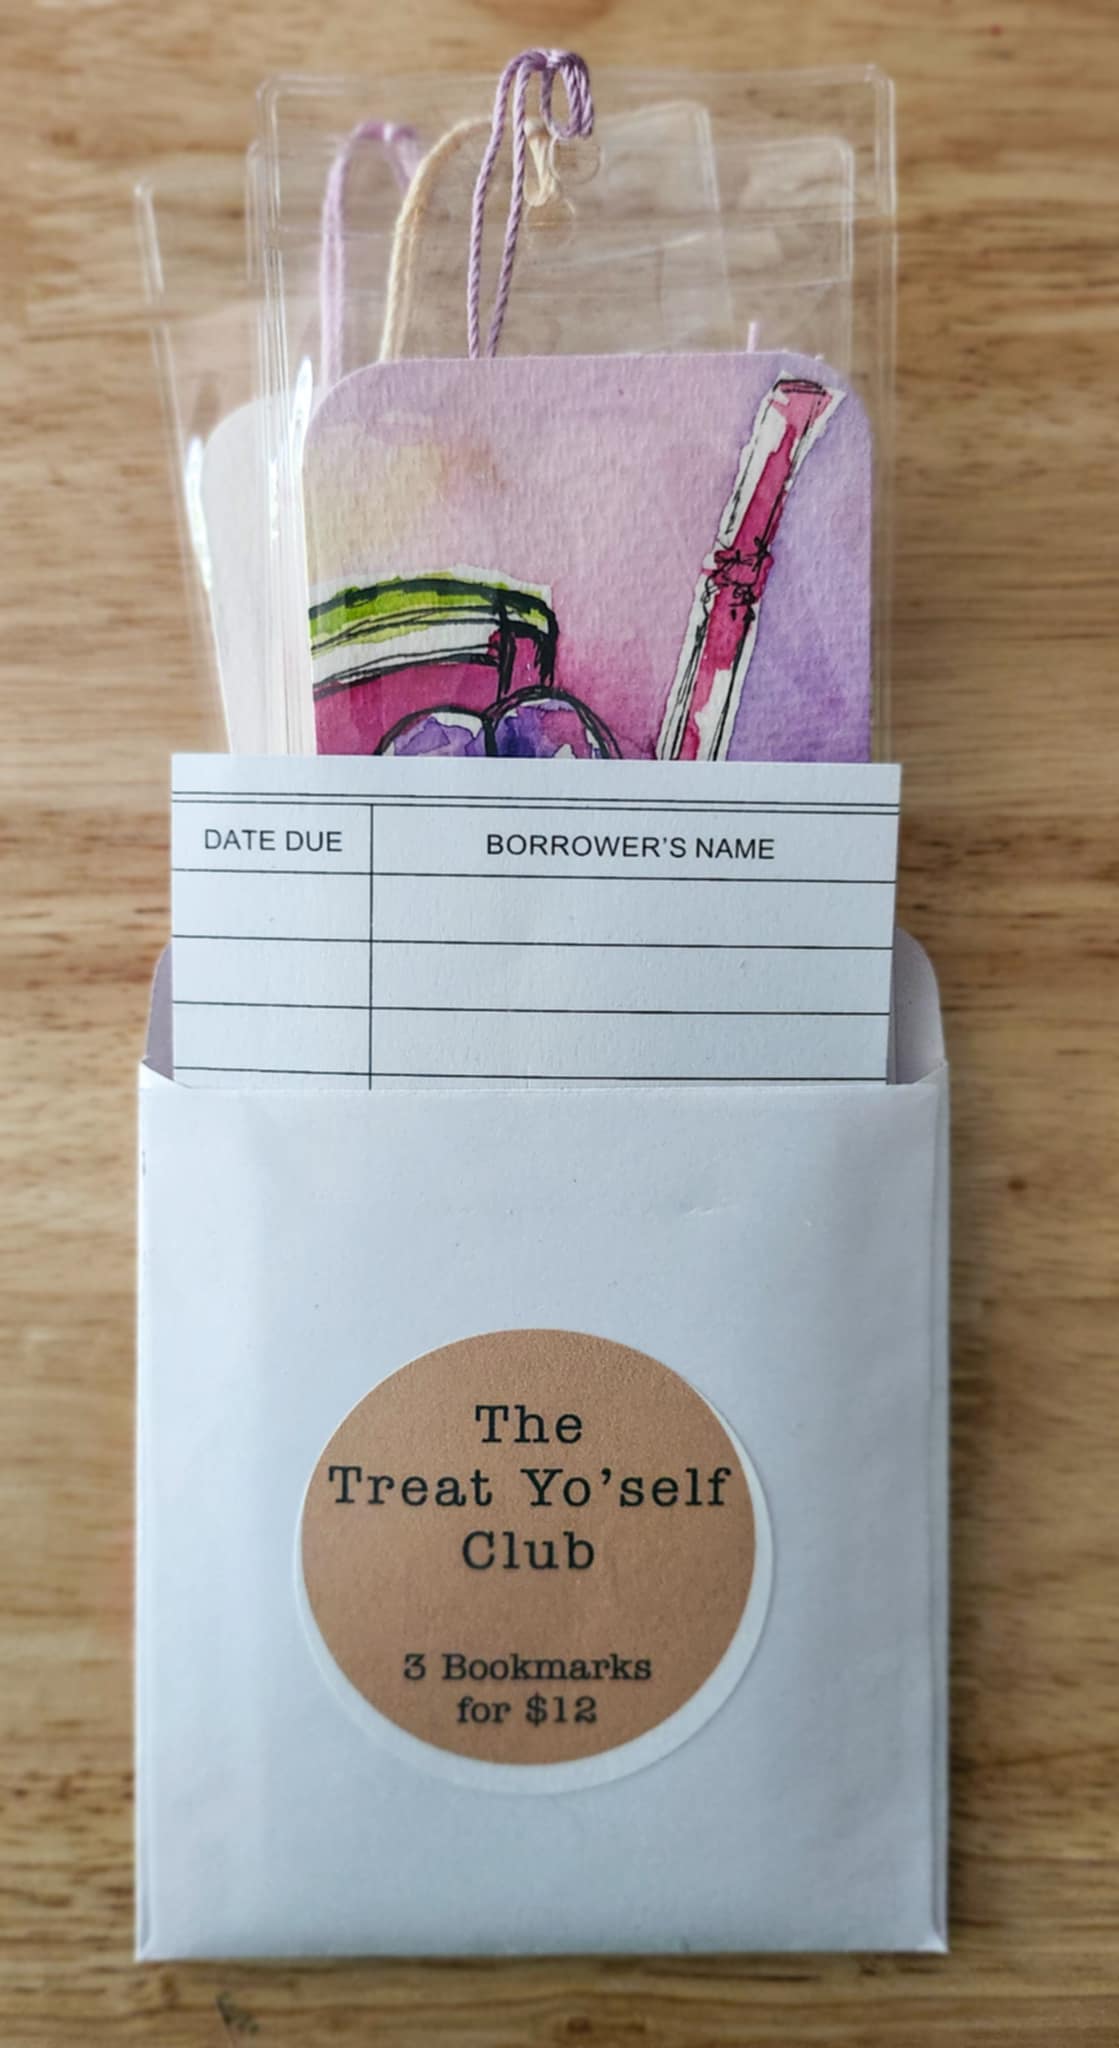 DATE DUE BORROWER'S NAME
The
Treat Yo'self
Club
3 Bookmarks
for $12